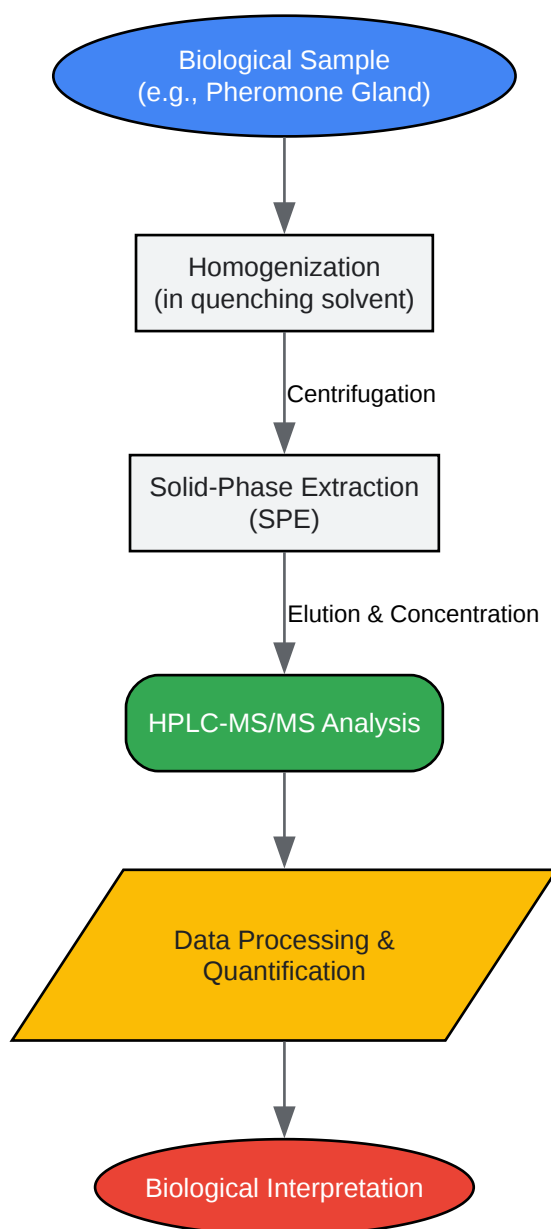 Biological Sample
(e.g., Pheromone Gland)
Homogenization
(in quenching solvent)
Centrifugation
Solid-Phase Extraction
(SPE)
Elution & Concentration
HPLC-MS/MS Analysis
Data Processing &
Quantification
Biological Interpretation